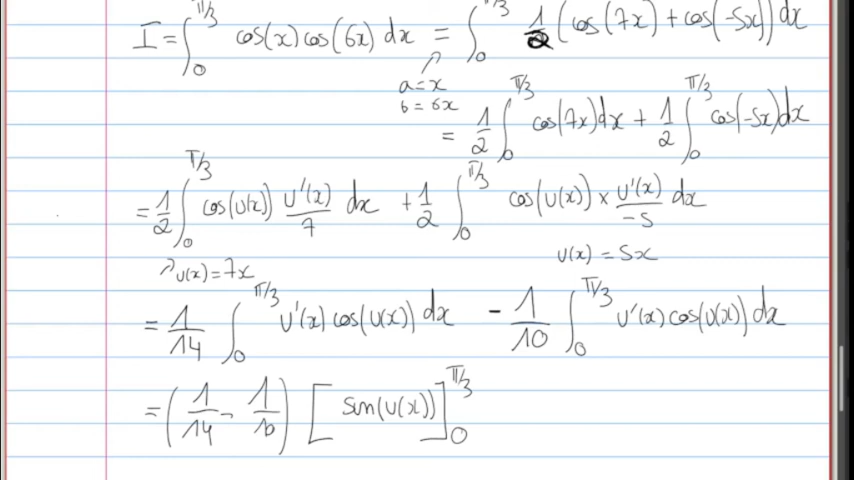 I = ∫₀^{π/3} cos(x) cos(6x) dx = ∫₀^{π/3} 1/2 (cos(7x) + cos(-5x)) dx
a = x
b = 6x
= 1/2 ∫₀^{π/3} cos(7x) dx + 1/2 ∫₀^{π/3} cos(-5x) dx
= 1/2 ∫₀^{π/3} cos(u(x)) u'(x)/7 dx + 1/2 ∫₀^{π/3} cos(u(x)) × u'(x)/-5 dx
u(x) = 7x u(x) = 5x
= 1/14 ∫₀^{π/3} u'(x) cos(u(x)) dx - 1/10 ∫₀^{π/3} u'(x) cos(u(x)) dx
= (1/14 - 1/10) [sin(u(x))]₀^{π/3}